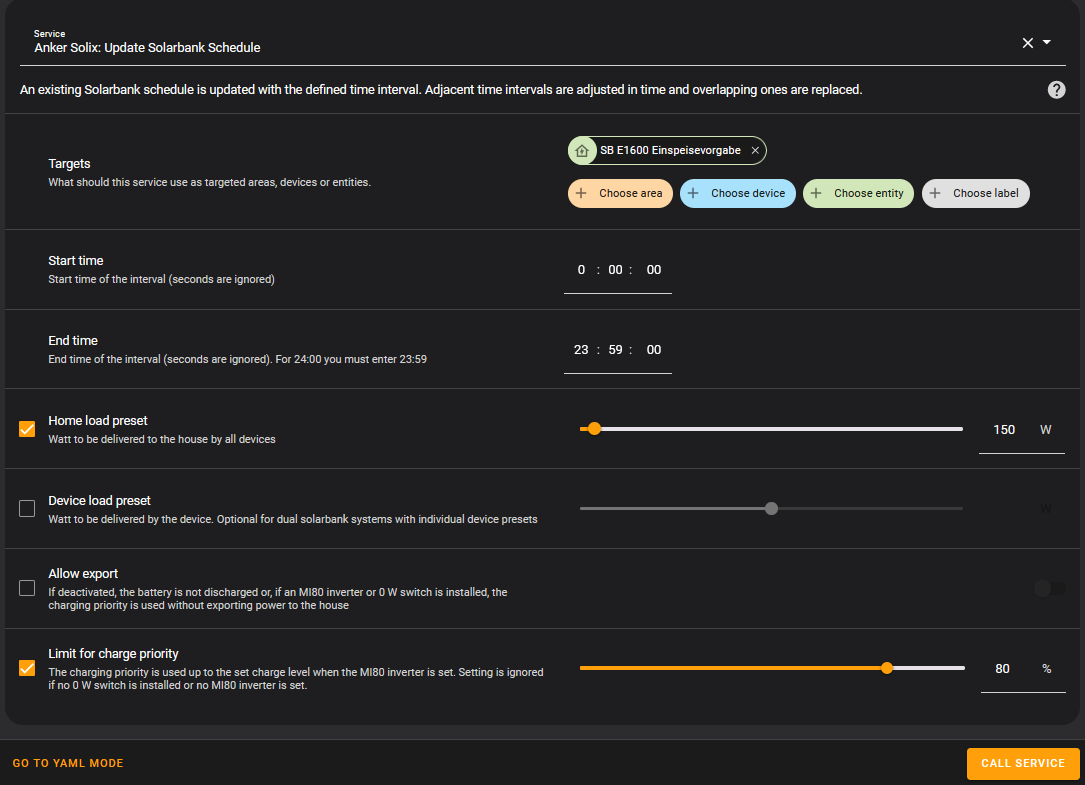 Service
Anker Solix: Update Solarbank Schedule
An existing Solarbank schedule is updated with the defined time interval. Adjacent time intervals are adjusted in time and overlapping ones are replaced.
Targets
What should this service use as targeted areas, devices or entities.
SB E1600 Einspeisevorgabe
Choose area
Choose device
Choose entity
Choose label
Start time
Start time of the interval (seconds are ignored)
0 : 00 : 00
End time
End time of the interval (seconds are ignored). For 24:00 you must enter 23:59
23 : 59 : 00
Home load preset
Watt to be delivered to the house by all devices
150 W
Device load preset
Watt to be delivered by the device. Optional for dual solarbank systems with individual device presets
W
Allow export
If deactivated, the battery is not discharged or, if an MI80 inverter or 0 W switch is installed, the
charging priority is used without exporting power to the house
Limit for charge priority
The charging priority is used up to the set charge level when the MI80 inverter is set. Setting is ignored
if no 0 W switch is installed or no MI80 inverter is set.
80 %
GO TO YAML MODE
CALL SERVICE